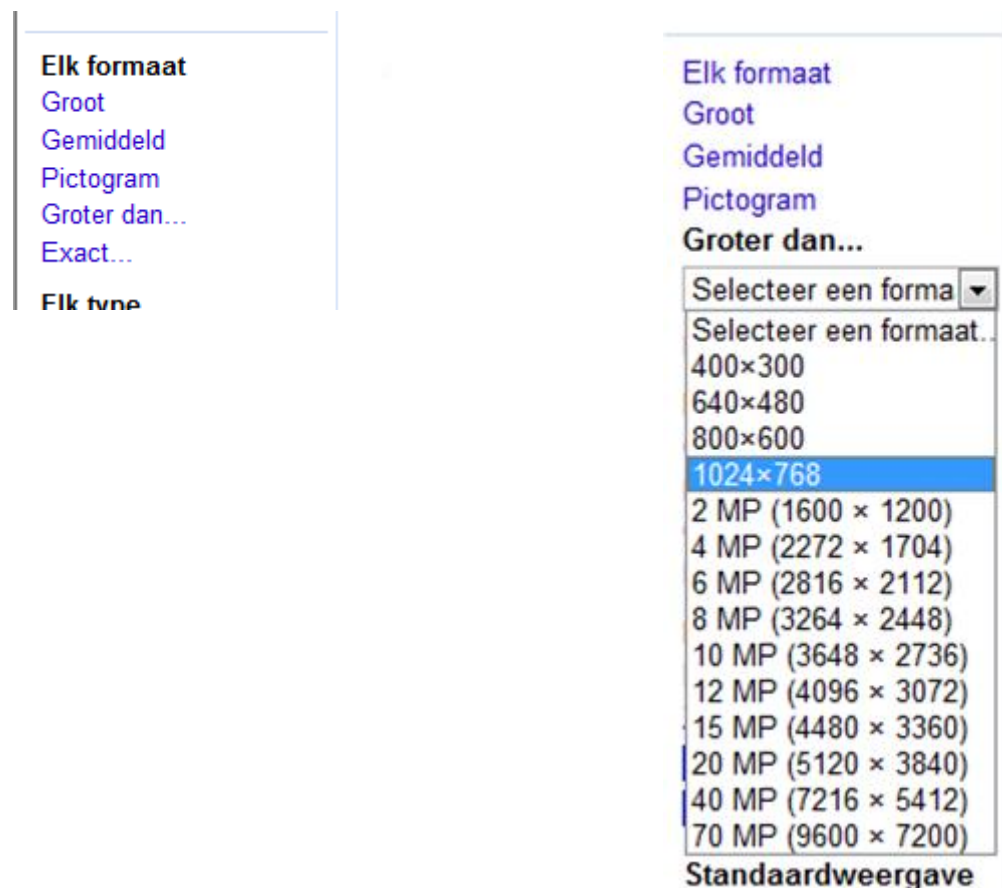 Elk formaat
Groot
Gemiddeld
Pictogram
Groter dan...
Exact...
Elk type
Elk formaat
Groot
Gemiddeld
Pictogram
Groter dan...
Selecteer een forma
Selecteer een formaat..
400×300
640×480
800×600
1024×768
2 MP (1600 × 1200)
4 MP (2272 × 1704)
6 MP (2816 × 2112)
8 MP (3264 × 2448)
10 MP (3648 × 2736)
12 MP (4096 × 3072)
15 MP (4480 × 3360)
20 MP (5120 × 3840)
40 MP (7216 × 5412)
70 MP (9600 × 7200)
Standaardweergave